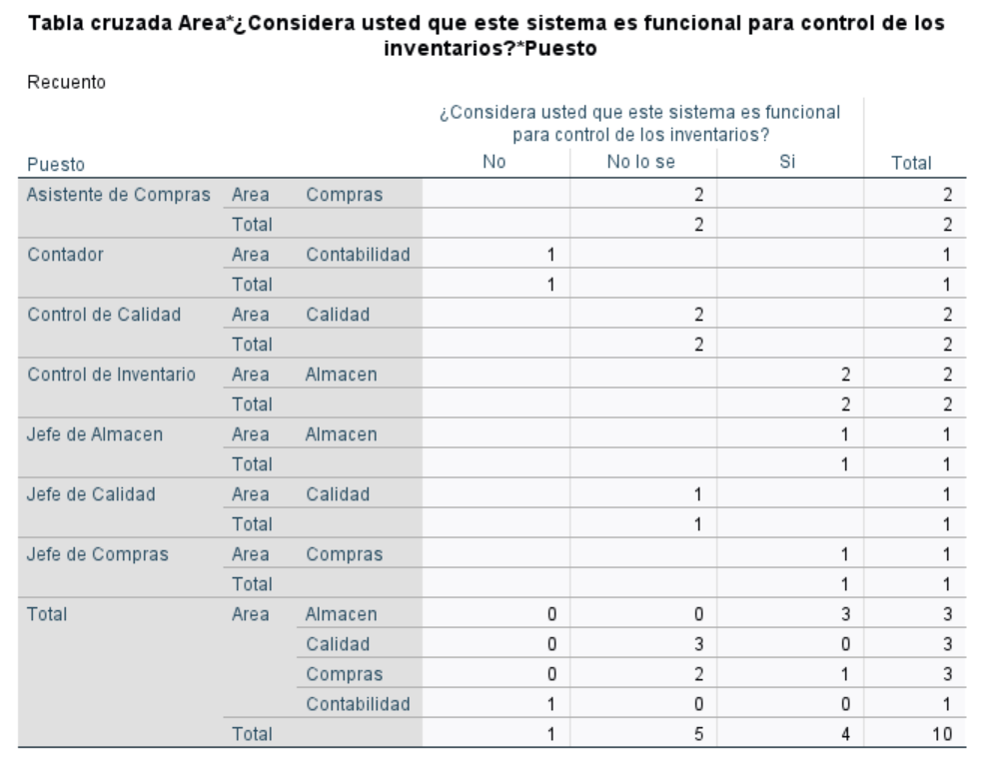 Tabla cruzada Area*¿Considera usted que este sistema es funcional para control de los
inventarios?*Puesto
Recuento
¿Considera usted que este sistema es funcional
para control de los inventarios?
Puesto No No lo se Si Total
Asistente de Compras Area Compras 2 2
Total 2 2
Contador Area Contabilidad 1 1
Total 1 1
Control de Calidad Area Calidad 2 2
Total 2 2
Control de Inventario Area Almacen 2 2
Total 2 2
Jefe de Almacen Area Almacen 1 1
Total 1 1
Jefe de Calidad Area Calidad 1 1
Total 1 1
Jefe de Compras Area Compras 1 1
Total 1 1
Total Area Almacen 0 0 3 3
Calidad 0 3 0 3
Compras 0 2 1 3
Contabilidad 1 0 0 1
Total 1 5 4 10